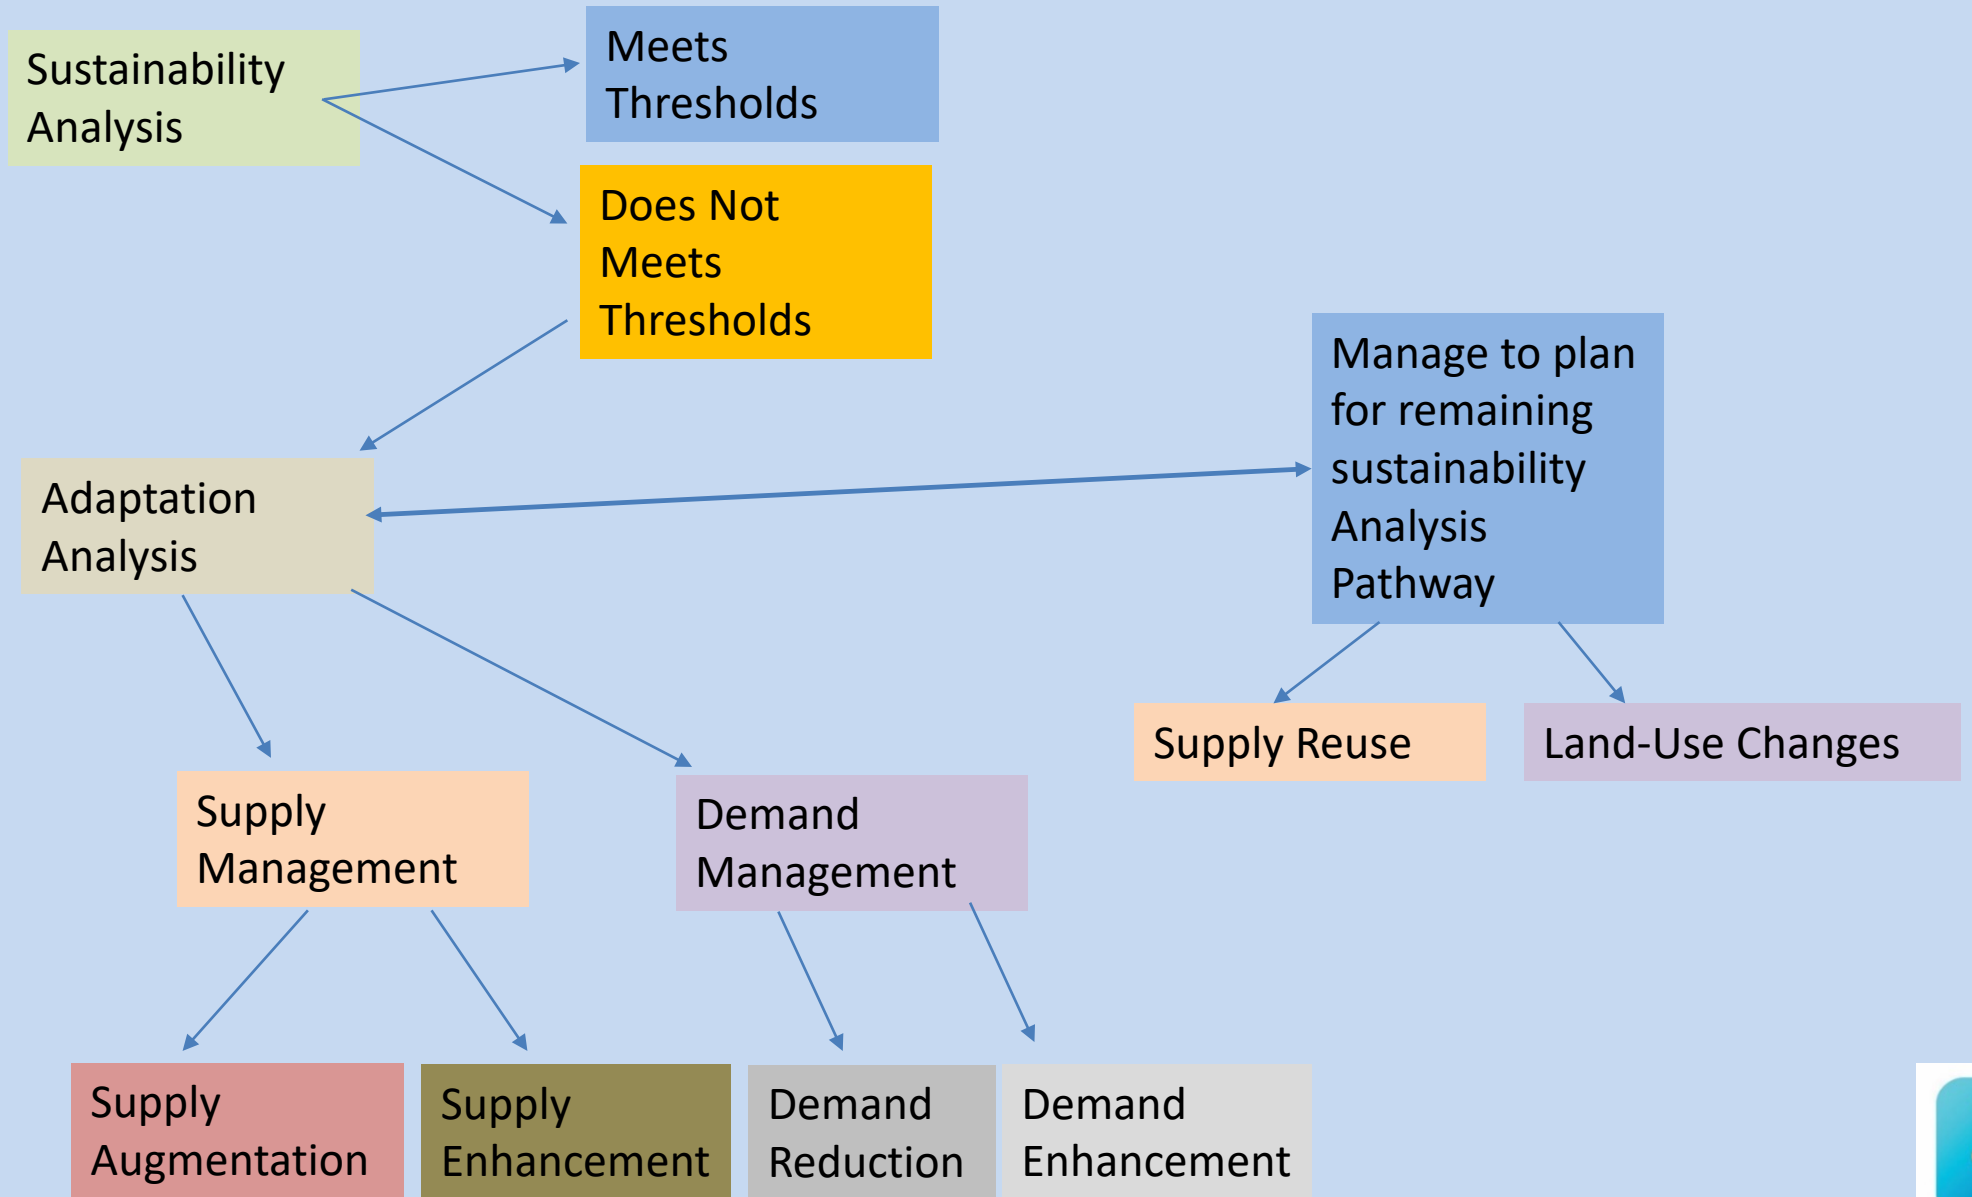 Sustainability
Analysis
Meets
Thresholds
Does Not
Meets
Thresholds
Manage to plan
for remaining
sustainability
Analysis
Pathway
Adaptation
Analysis
Supply Reuse
Land-Use Changes
Supply
Management
Demand
Management
Supply
Augmentation
Supply
Enhancement
Demand
Reduction
Demand
Enhancement